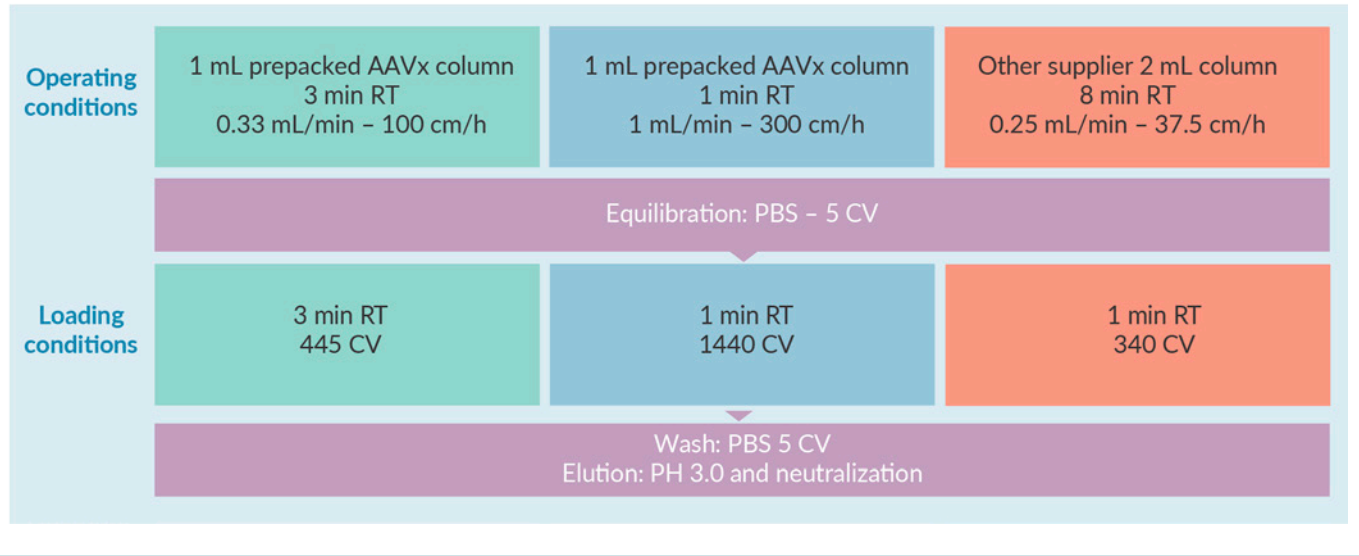 Operating
conditions
1 mL prepacked AAVx column
3 min RT
0.33 mL/min – 100 cm/h
1 mL prepacked AAVx column
1 min RT
1 mL/min – 300 cm/h
Other supplier 2 mL column
8 min RT
0.25 mL/min – 37.5 cm/h
Equilibration: PBS – 5 CV
Loading
conditions
3 min RT
445 CV
1 min RT
1440 CV
1 min RT
340 CV
Wash: PBS 5 CV
Elution: PH 3.0 and neutralization